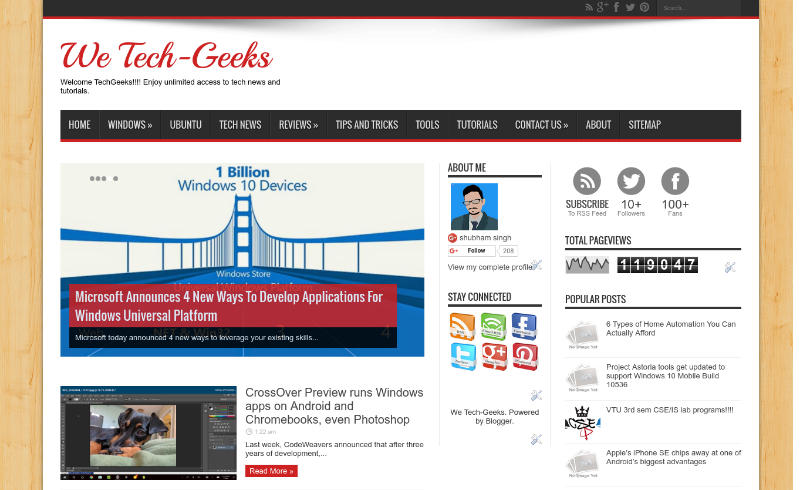 Search...
We Tech-Geeks
Welcome TechGeeks!!!! Enjoy unlimited access to tech news and
tutorials.
HOME
WINDOWS »
UBUNTU
TECH NEWS
REVIEWS »
TIPS AND TRICKS
TOOLS
TUTORIALS
CONTACT US »
ABOUT
SITEMAP
1 Billion
Windows 10 Devices
Windows Store
Microsoft Announces 4 New Ways To Develop Applications For
Windows Universal Platform
Microsoft today announced 4 new ways to leverage your existing skills...
CrossOver Preview runs Windows
apps on Android and
Chromebooks, even Photoshop
1:22 am
Last week, CodeWeavers announced that after three
years of development,...
Read More »
ABOUT ME
shubham singh
Follow
208
View my complete profile
STAY CONNECTED
We Tech-Geeks. Powered
by Blogger.
SUBSCRIBE
To RSS Feed
10+
Followers
100+
Fans
TOTAL PAGEVIEWS
119047
POPULAR POSTS
6 Types of Home Automation You Can
Actually Afford
Project Astoria tools get updated to
support Windows 10 Mobile Build
10536
VTU 3rd sem CSE/IS lab programs!!!!
Apple's iPhone SE chips away at one of
Android's biggest advantages